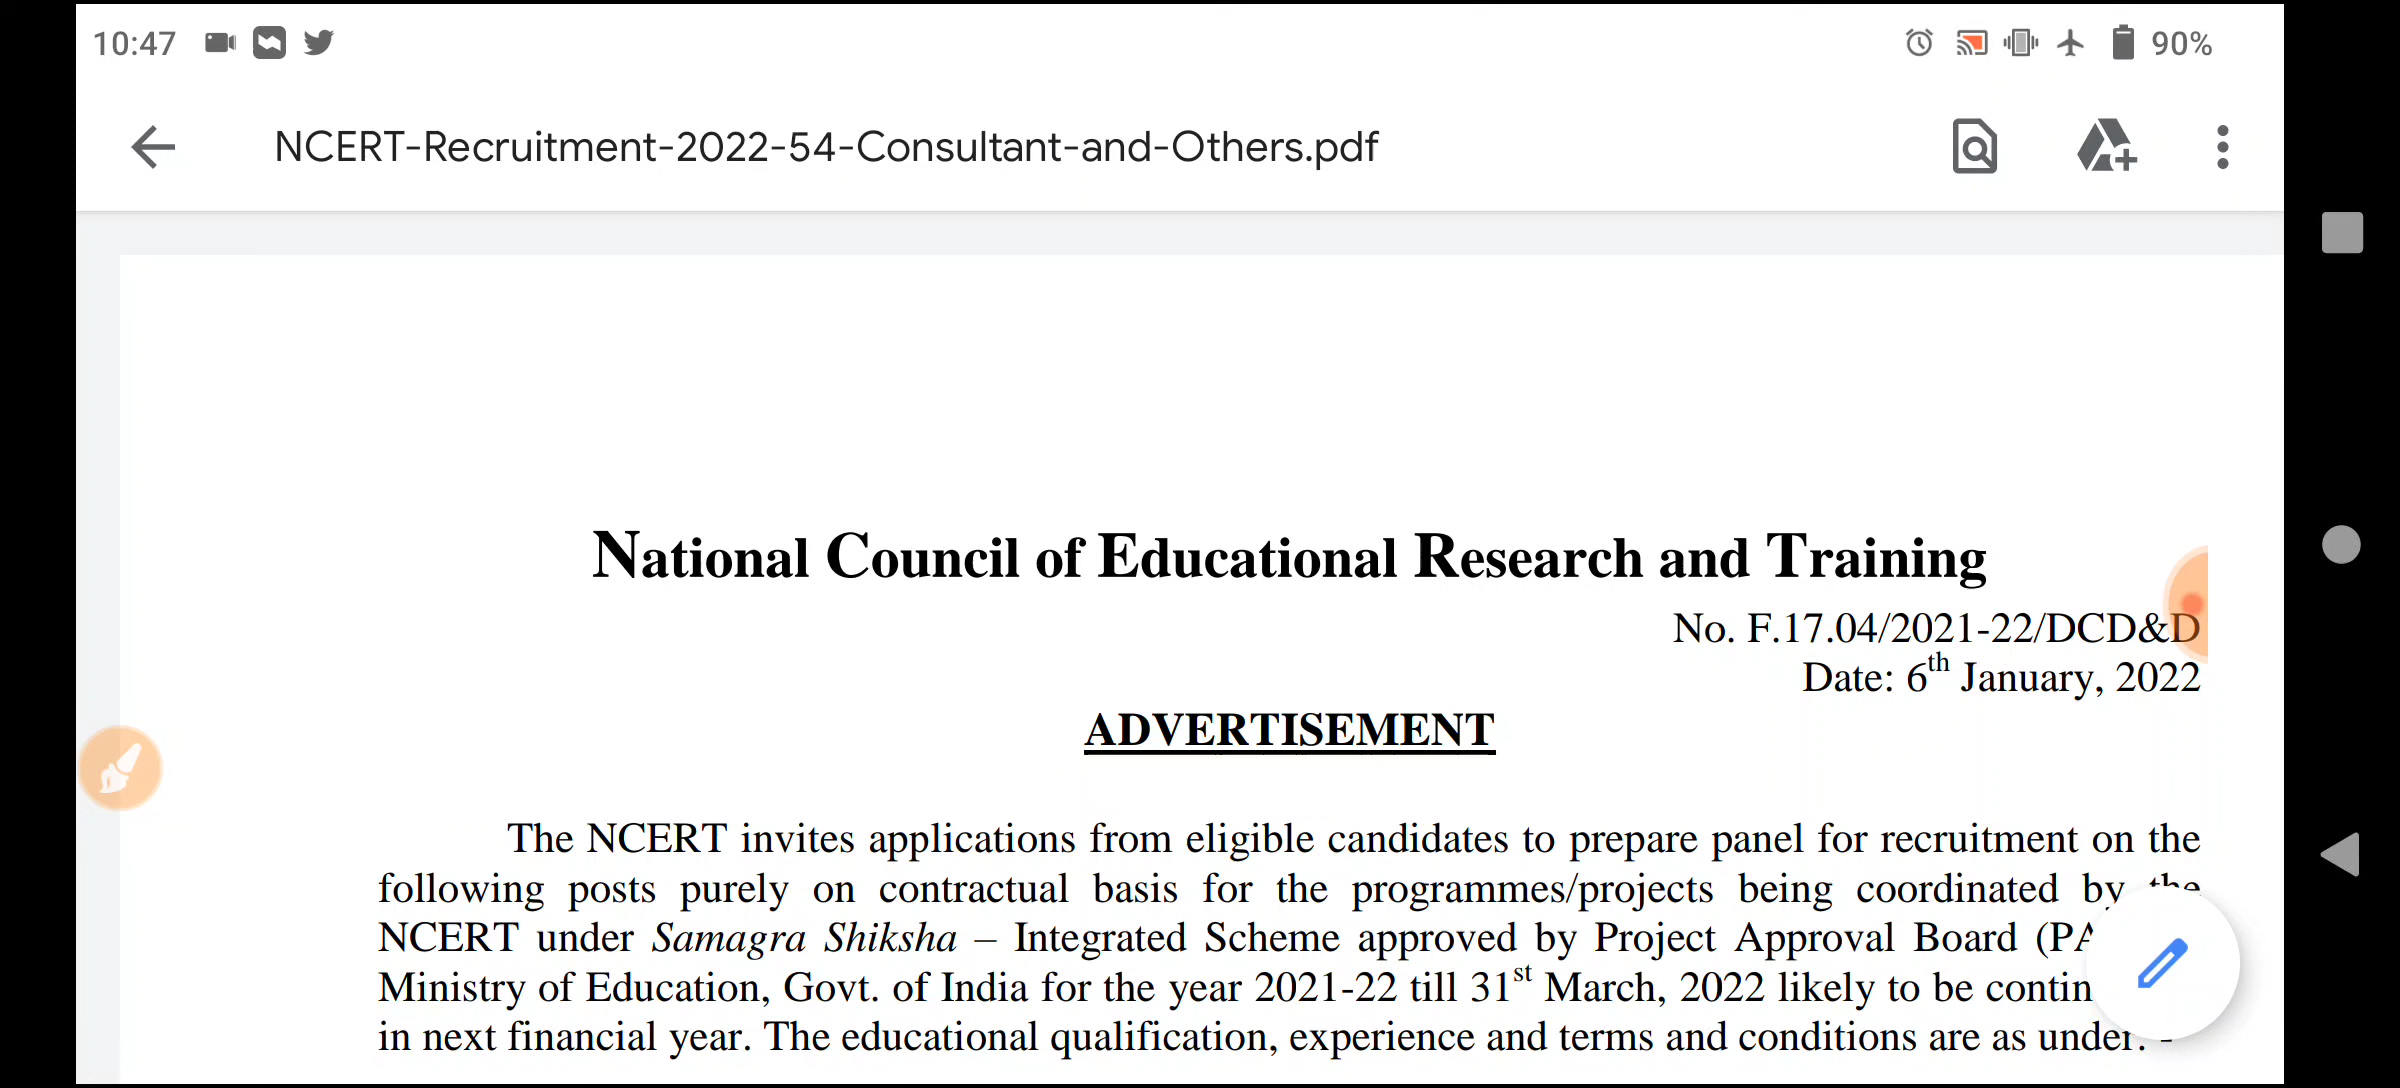 10:47
90%
NCERT-Recruitment-2022-54-Consultant-and-Others.pdf
National Council of Educational Research and Training
No. F.17.04/2021-22/DCD&D
Date: 6th January, 2022
ADVERTISEMENT
The NCERT invites applications from eligible candidates to prepare panel for recruitment on the
following posts purely on contractual basis for the programmes/projects being coordinated by the
NCERT under Samagra Shiksha – Integrated Scheme approved by Project Approval Board
Ministry of Education, Govt. of India for the year 2021-22 till 31st March, 2022 likely to be
in next financial year. The educational qualification, experience and terms and conditions are as under: -